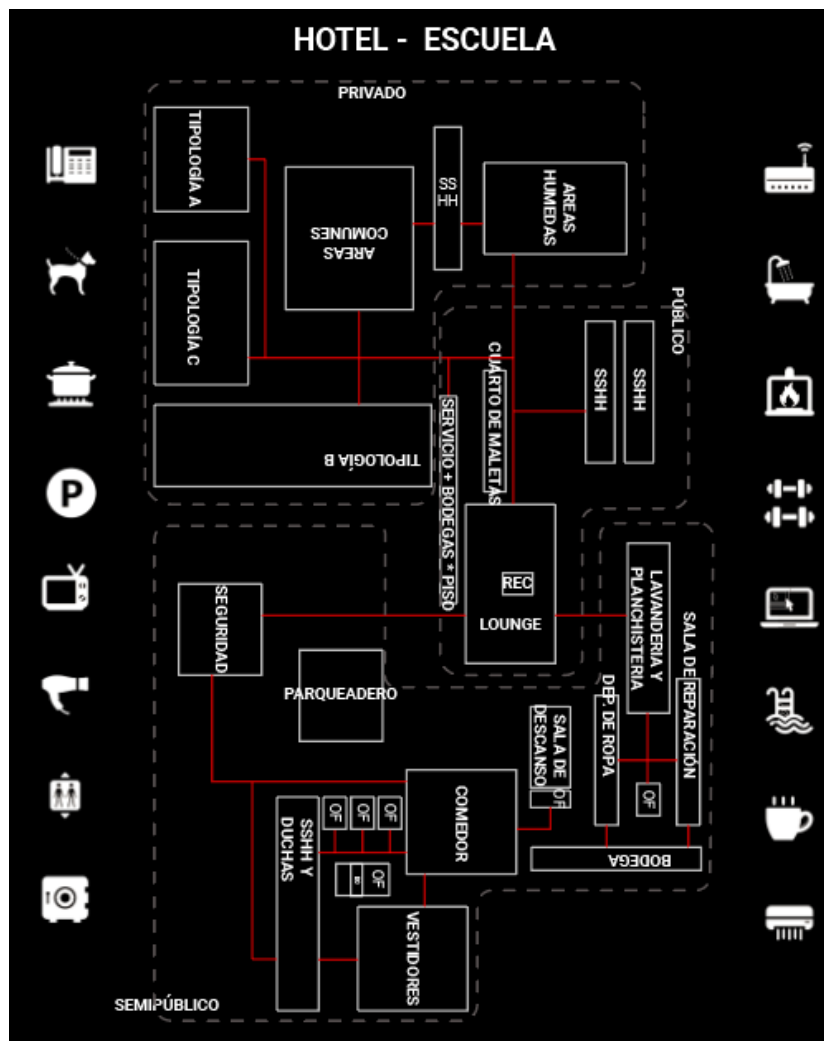 HOTEL - ESCUELA
PRIVADO
TIPOLOGÍA A
SS
HH
AREAS
HUMEDAS
AREAS
COMUNES
TIPOLOGÍA C
PÚBLICO
CUARTO DE MALETAS
SSHH
SSHH
TIPOLOGÍA B
SERVICIO + BODEGAS * PISO
REC
LOUNGE
SEGURIDAD
LAVANDERIA Y
PLANCHISTERIA
SALA DE REPARACIÓN
PARQUEADERO
DEP. DE ROPA
SALA DE
DESCANSO
OF
OF
COMEDOR
OF
OF
OF
SSHH Y
DUCHAS
BODEGA
OF
VESTIDORES
SEMIPÚBLICO
P